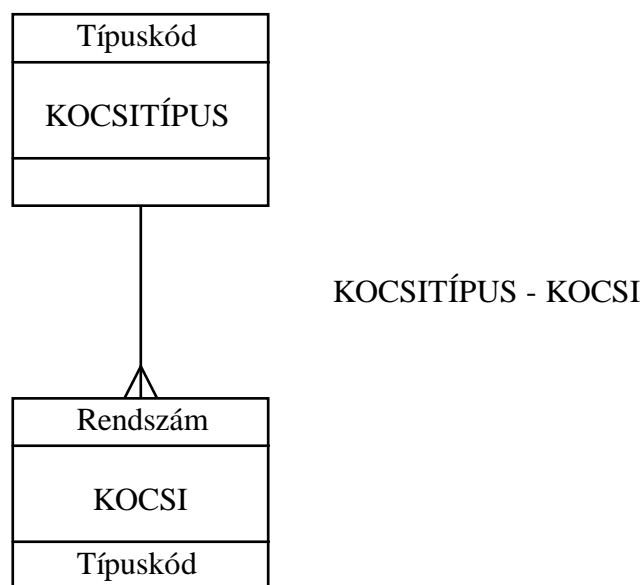 Típuskód
KOCSITÍPUS
KOCSITÍPUS - KOCSI
Rendszám
KOCSI
Típuskód